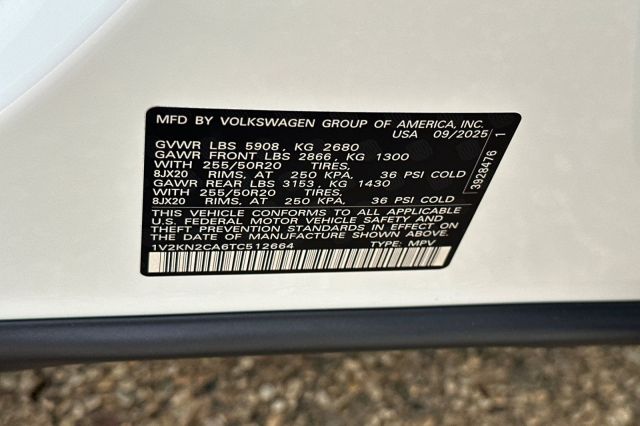 MFD BY VOLKSWAGEN GROUP OF AMERICA, INC.
USA 09/2025
GVWR LBS 5908, KG 2680
GAWR FRONT LBS 2866, KG 1300
WITH 255/50R20 TIRES,
8JX20 RIMS, AT 250 KPA, 36 PSI COLD
GAWR REAR LBS 3153, KG 1430
WITH 255/50R20 TIRES,
8JX20 RIMS, AT 250 KPA, 36 PSI COLD
THIS VEHICLE CONFORMS TO ALL APPLICABLE
U.S. FEDERAL MOTOR VEHICLE SAFETY AND
THEFT PREVENTION STANDARDS IN EFFECT ON
THE DATE OF MANUFACTURE SHOWN ABOVE.
1V2KN2CA6TC512664 TYPE: MPV
3928476 1